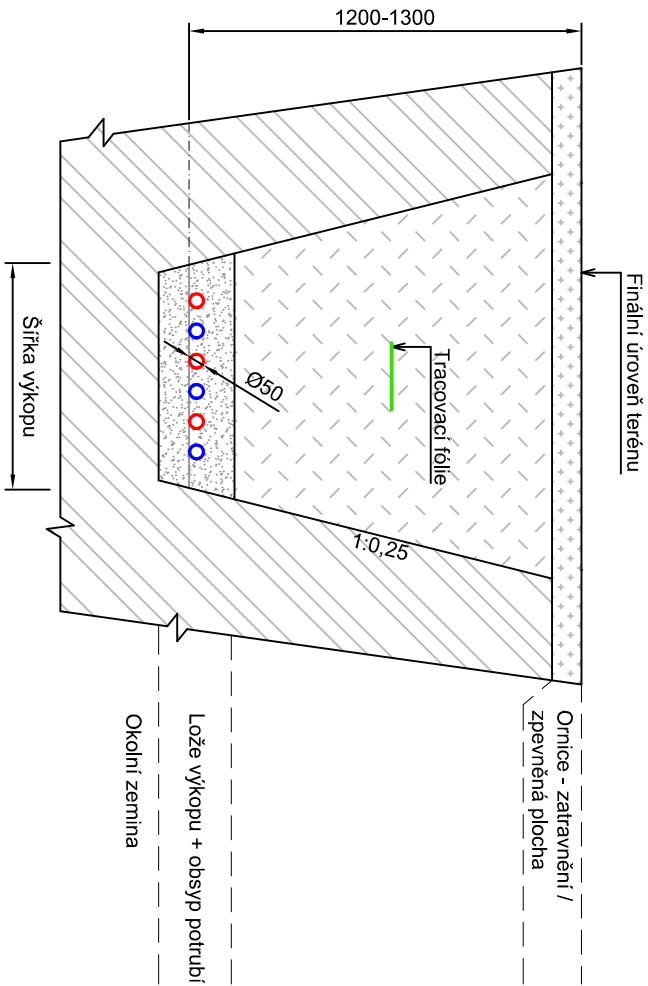 Finální úroveň terénu
Tracovací fólie
1200-1300
Ø50
1:0,25
Šířka výkopu
Ornice - zatravnění /
zpevněná plocha
Lože výkopu + obsyp potrubí
Okolní zemina